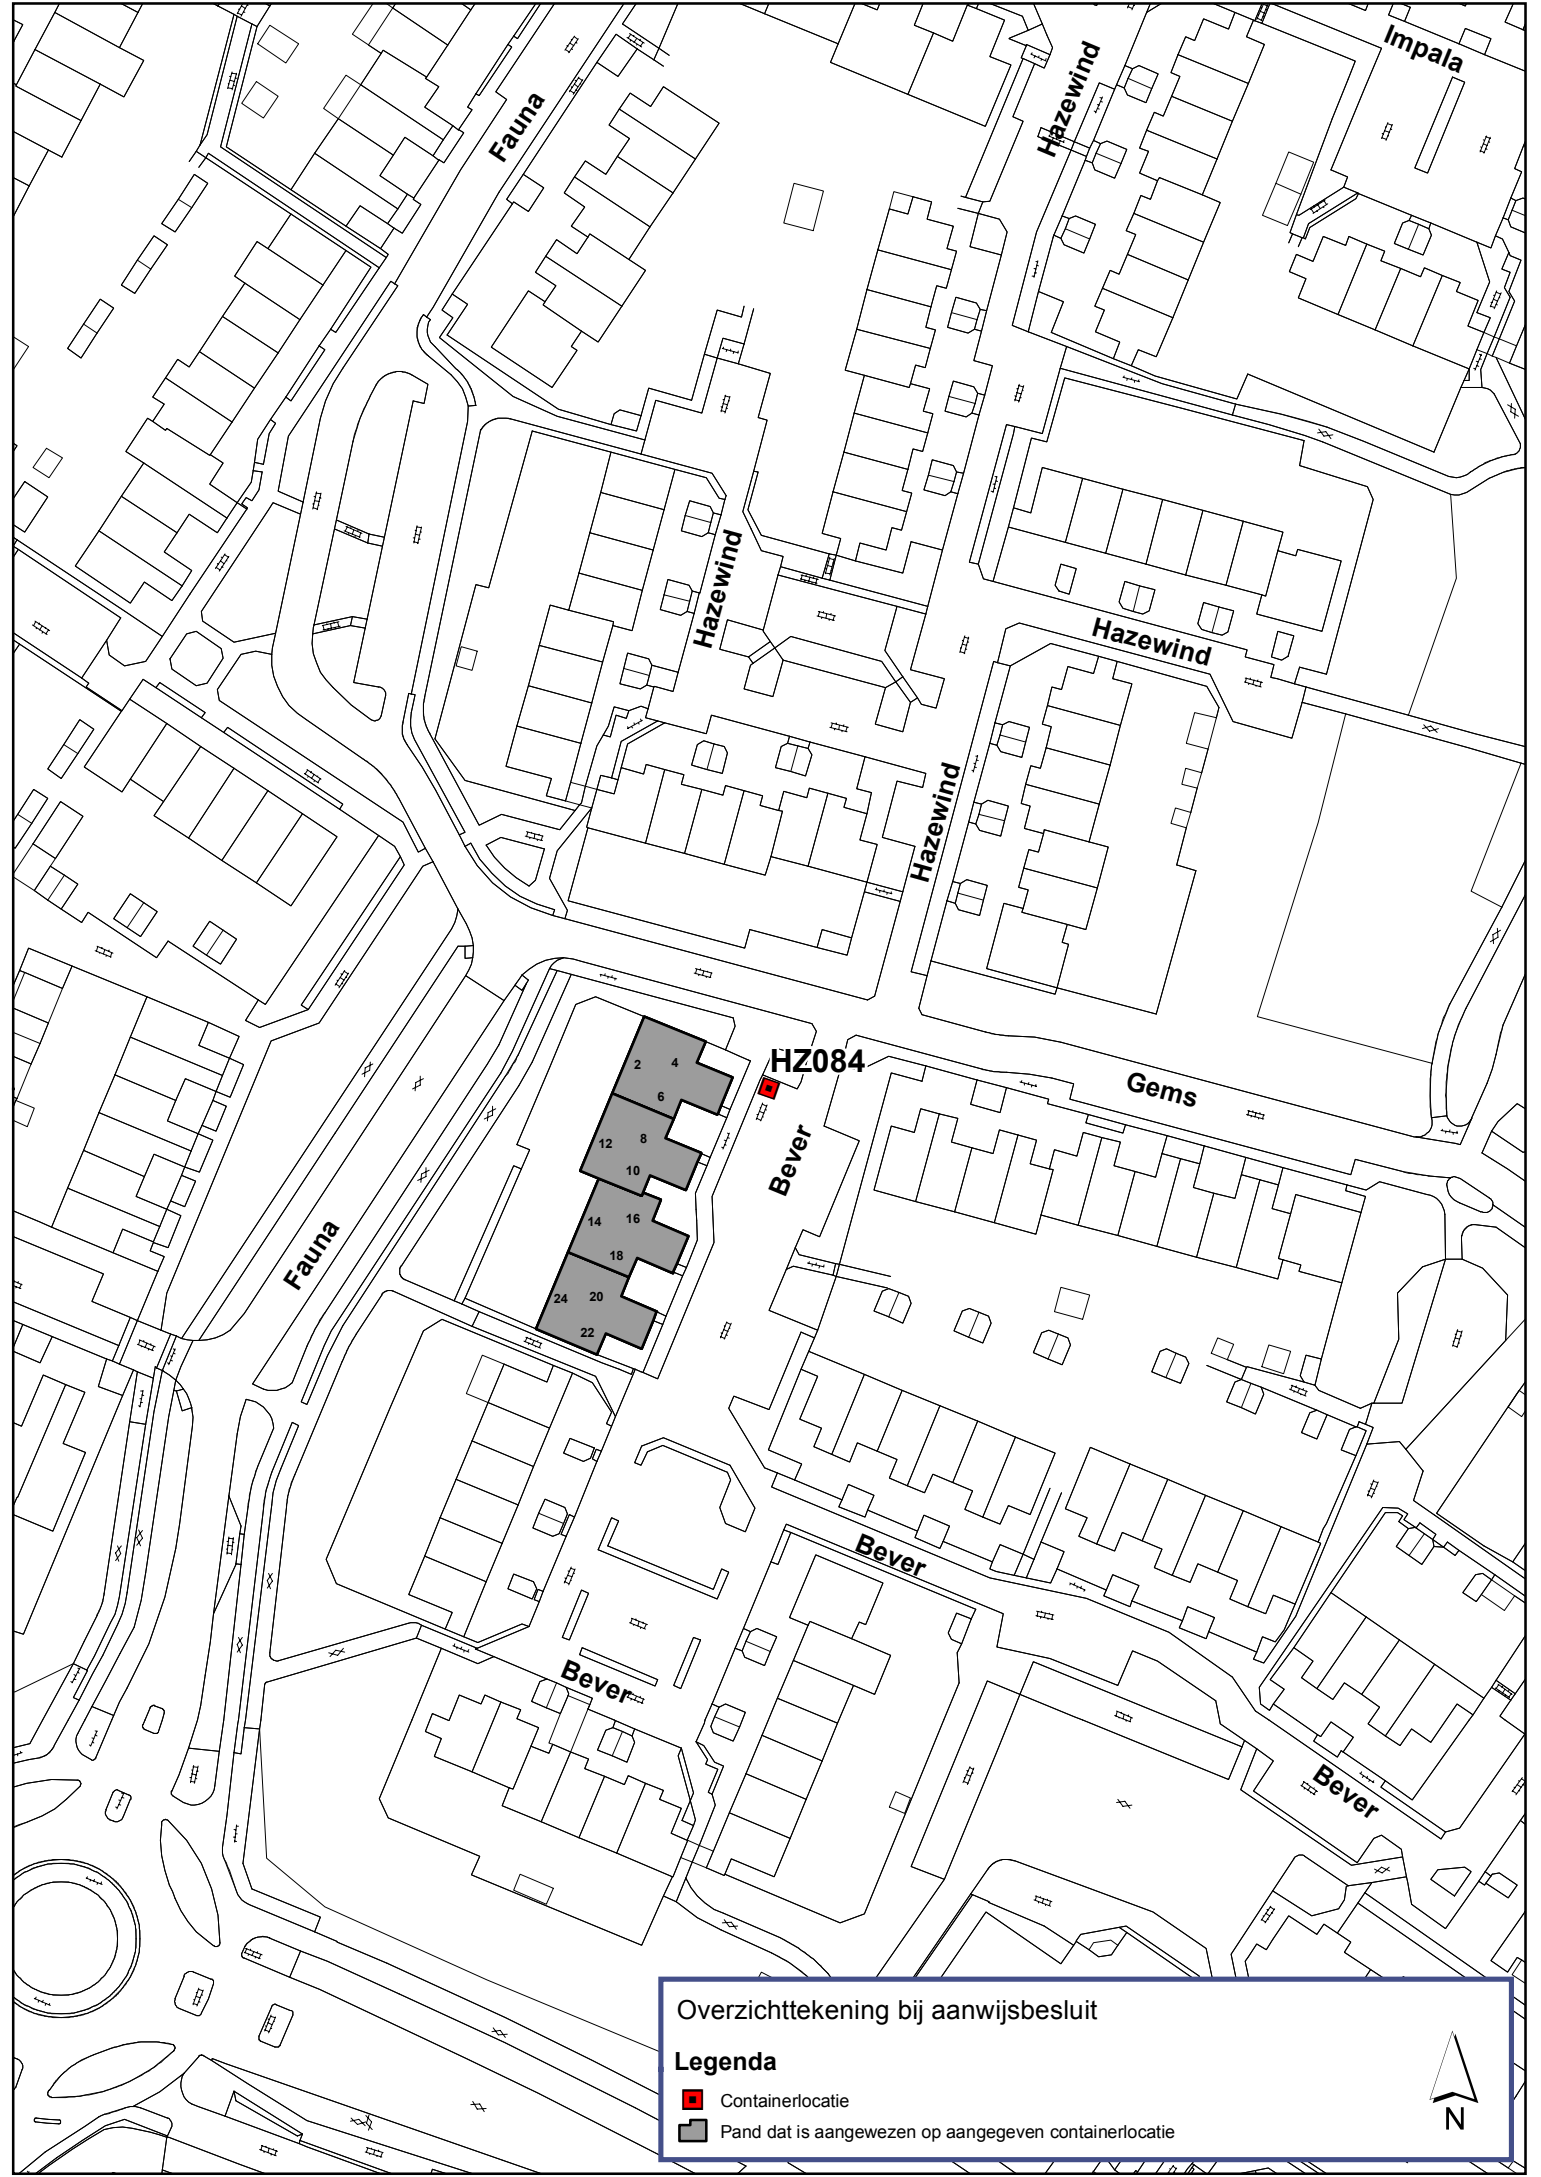 Impala
Hazewind
Fauna
Hazewind
Hazewind
Hazewind
HZ084
2
4
6
Gems
12
8
10
Bever
14
16
18
Fauna
24
20
22
Bever
Bever
Bever
Overzichttekening bij aanwijsbesluit
Legenda
Containerlocatie
Pand dat is aangewezen op aangegeven containerlocatie
N